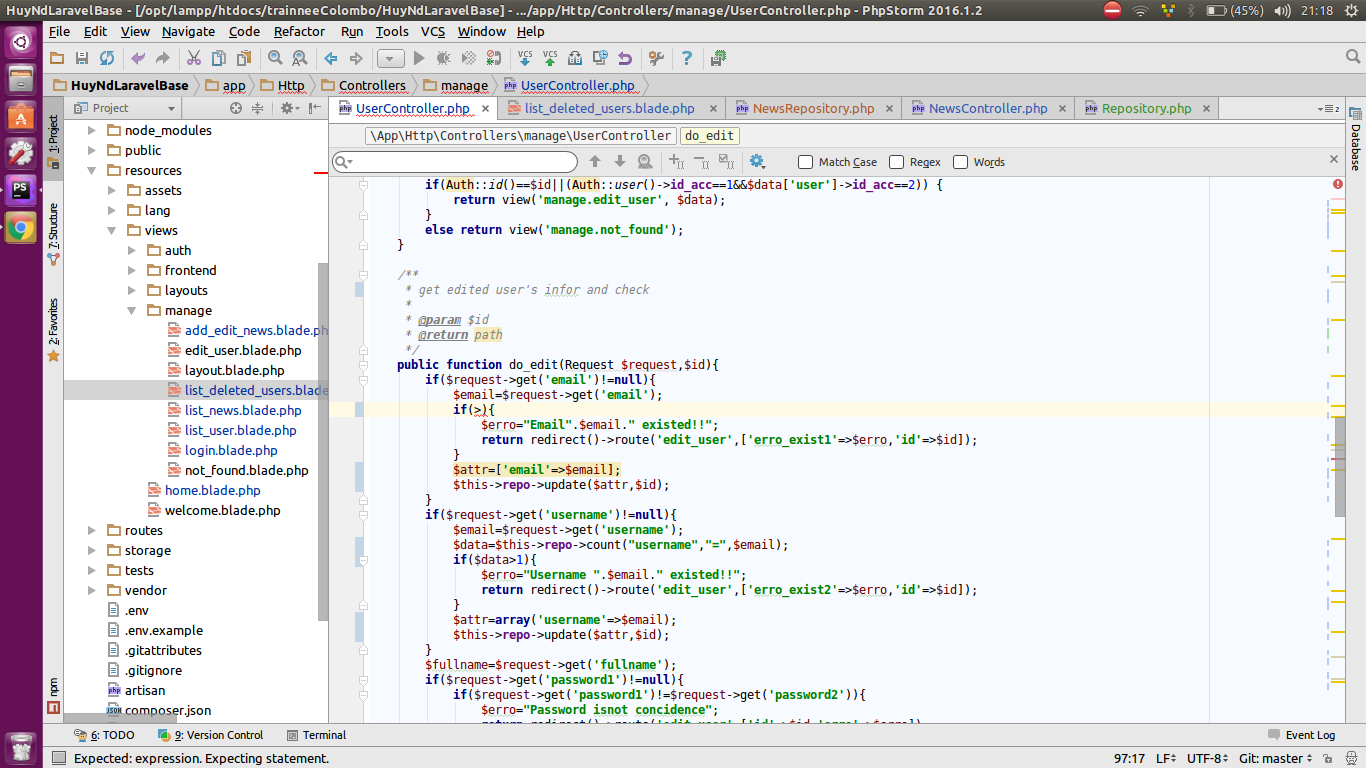 HuyNdLaravelBase - [/opt/lampp/htdocs/trainneeColombo/HuyNdLaravelBase] - .../app/Http/Controllers/manage/UserController.php - PhpStorm 2016.1.2
(45%)
21:18
File Edit View Navigate Code Refactor Run Tools VCS Window Help
VCS VCS
HuyNdLaravelBase app Http Controllers manage UserController.php
Project
UserController.php list_deleted_users.blade.php NewsRepository.php NewsController.php Repository.php
2
1: Project
7: Structure
2: Favorites
npm
Database
node_modules
public
resources
assets
lang
views
auth
frontend
layouts
manage
add_edit_news.blade.ph
edit_user.blade.php
layout.blade.php
list_deleted_users.blade
list_news.blade.php
list_user.blade.php
login.blade.php
not_found.blade.php
home.blade.php
welcome.blade.php
routes
storage
tests
vendor
.env
.env.example
.gitattributes
.gitignore
artisan
composer.json
\App\Http\Controllers\manage\UserController do_edit
Match Case Regex Words
if(Auth::id()==$id||(Auth::user()->id_acc==1&&$data['user']->id_acc==2)) {
return view('manage.edit_user', $data);
}
else return view('manage.not_found');
}
/**
* get edited user's infor and check
*
* @param $id
* @return path
*/
public function do_edit(Request $request,$id){
if($request->get('email')!=null){
$email=$request->get('email');
if(>){
$erro="Email".$email." existed!!";
return redirect()->route('edit_user',['erro_exist1'=>$erro,'id'=>$id]);
}
$attr=['email'=>$email];
$this->repo->update($attr,$id);
}
if($request->get('username')!=null){
$email=$request->get('username');
$data=$this->repo->count("username","=",$email);
if($data>1){
$erro="Username ".$email." existed!!";
return redirect()->route('edit_user',['erro_exist2'=>$erro,'id'=>$id]);
}
$attr=array('username'=>$email);
$this->repo->update($attr,$id);
}
$fullname=$request->get('fullname');
if($request->get('password1')!=null){
if($request->get('password1')!=$request->get('password2')){
$erro="Password isnot concidence";
return redirect()->route('edit_user',['id'=>$id,'erro'=>$erro])
6: TODO 9: Version Control Terminal Event Log
Expected: expression. Expecting statement. 97:17 LF UTF-8 Git: master